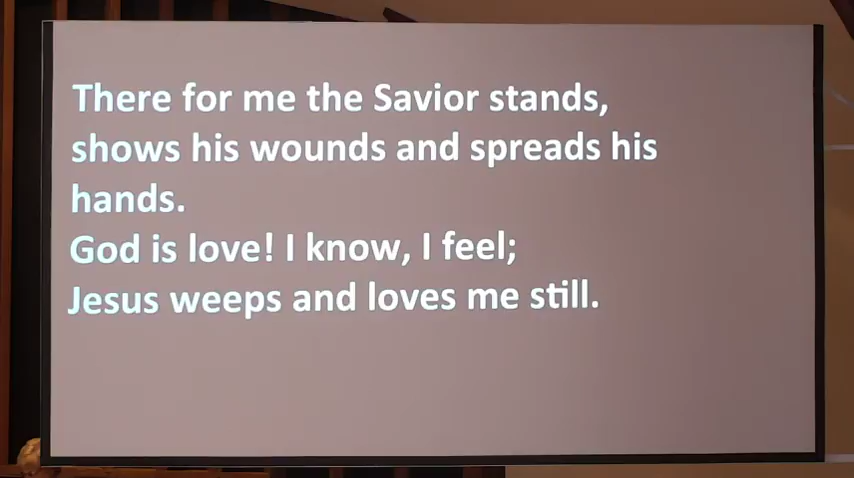 There for me the Savior stands,
shows his wounds and spreads his
hands.
God is love! I know, I feel;
Jesus weeps and loves me still.